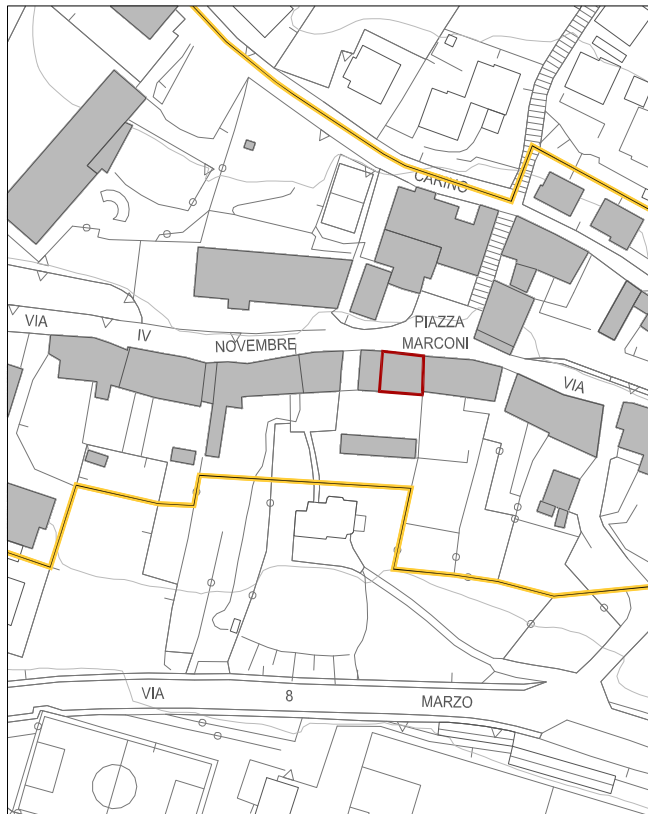 CARINO
PIAZZA
MARCONI
VIA IV NOVEMBRE
VIA
VIA 8 MARZO